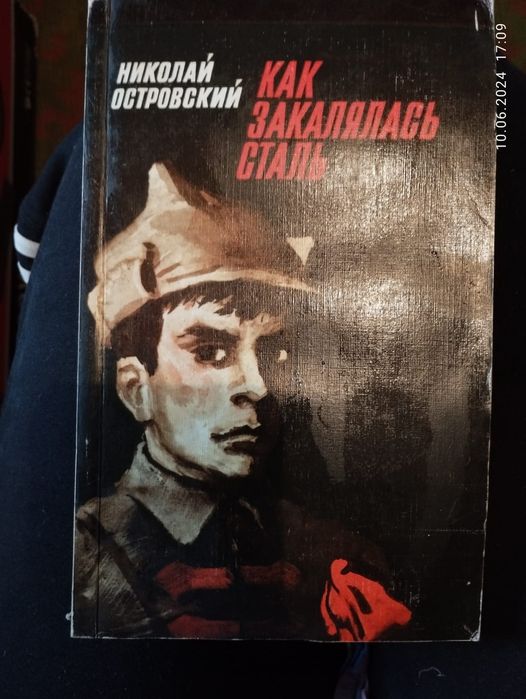 НИКОЛАЙ
ОСТРОВСКИЙ
КАК
ЗАКАЛЯЛАСЬ
СТАЛЬ
10.06.2024 17:09